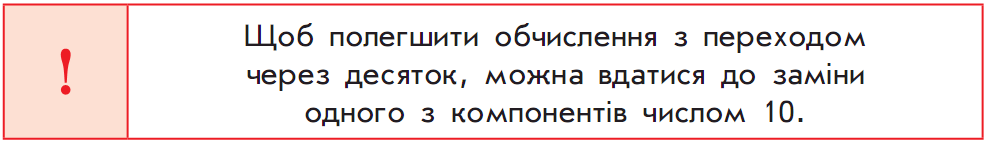 !
Щоб полегшити обчислення з переходом
через десяток, можна вдатися до заміни
одного з компонентів числом 10.